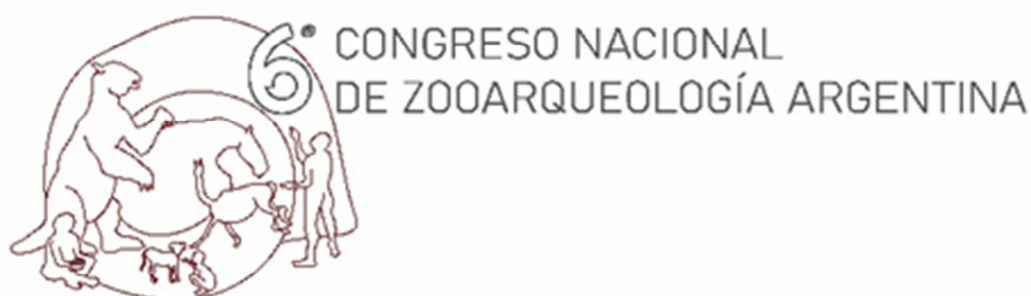 6° CONGRESO NACIONAL
DE ZOOARQUEOLOGÍA ARGENTINA